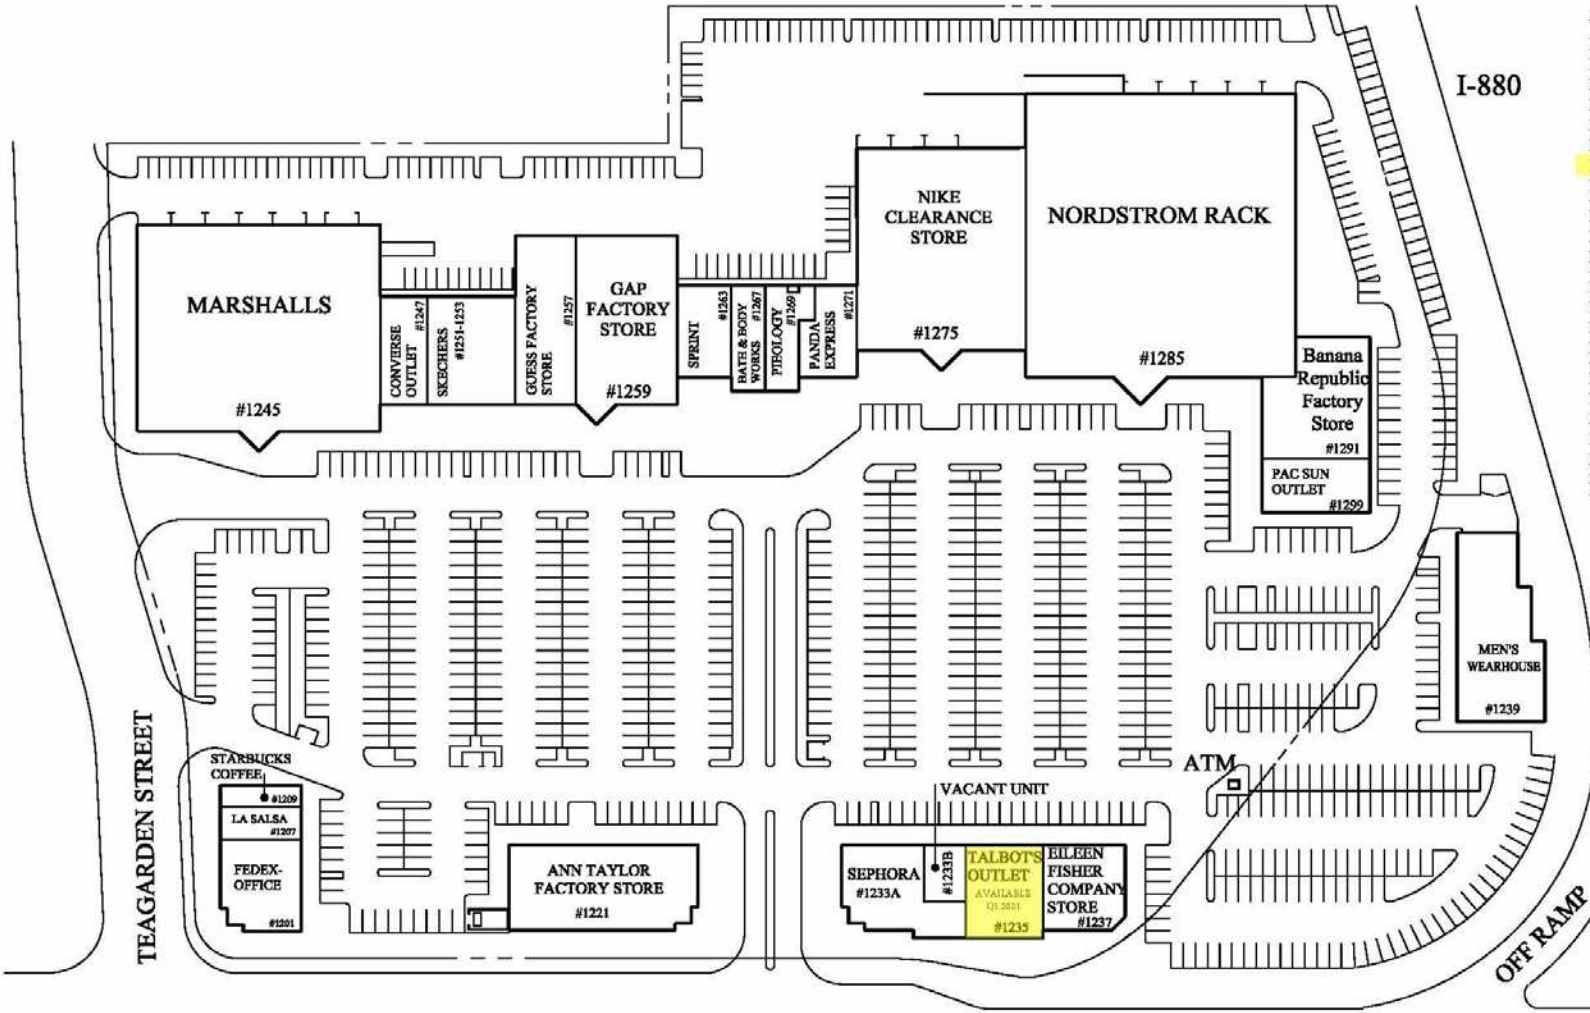 I-880
NIKE
CLEARANCE
STORE
#1275
NORDSTROM RACK
#1285
MARSHALLS
#1245
CONVERSE
OUTLET
#1247
SKECHERS
#1251-1253
GUESS FACTORY
STORE
#1257
GAP
FACTORY
STORE
#1259
SPRINT
#1263
BATH & BODY
WORKS
#1267
PIEOLOGY
#1269
PANDA
EXPRESS
#1271
Banana
Republic
Factory
Store
#1291
PAC SUN
OUTLET
#1299
MEN'S
WEARHOUSE
#1239
TEAGARDEN STREET
STARBUCKS
COFFEE
#1209
LA SALSA
#1207
FEDEX-
OFFICE
#1201
ANN TAYLOR
FACTORY STORE
#1221
VACANT UNIT
SEPHORA
#1233A
#1233B
TALBOT'S
OUTLET
AVAILABLE
Q1 2021
#1235
EILEEN
FISHER
COMPANY
STORE
#1237
ATM
OFF RAMP